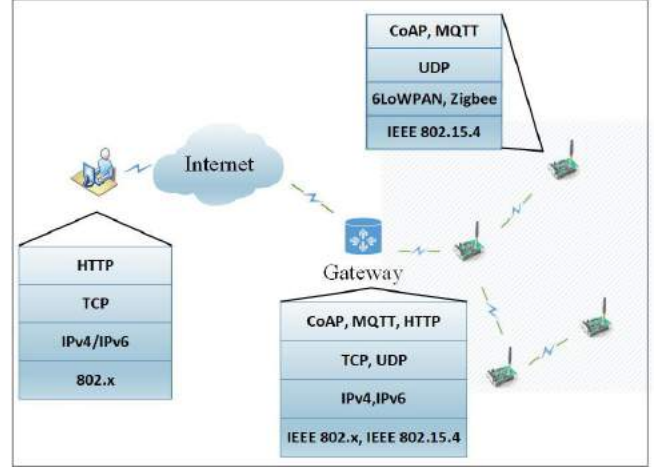 CoAP, MQTT
UDP
6LoWPAN, Zigbee
IEEE 802.15.4
Internet
Gateway
HTTP
TCP
IPv4/IPv6
802.x
CoAP, MQTT, HTTP
TCP, UDP
IPv4,IPv6
IEEE 802.x, IEEE 802.15.4